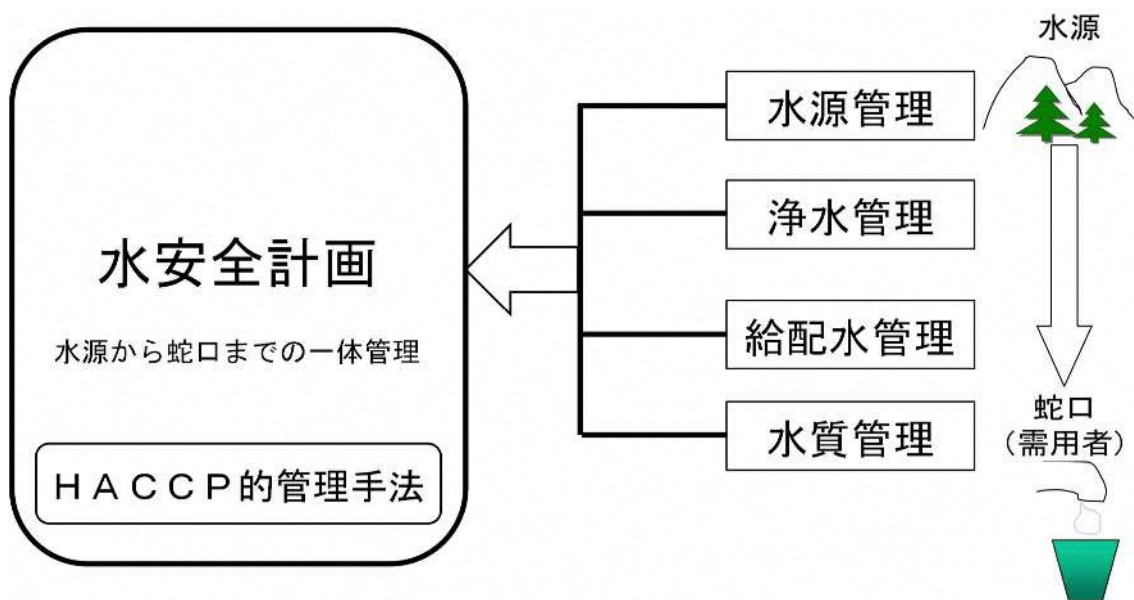 水安全計画
水源から蛇口までの一体管理
ＨＡＣＣＰ的管理手法
水源管理
浄水管理
給配水管理
水質管理
水源
蛇口
（需用者）